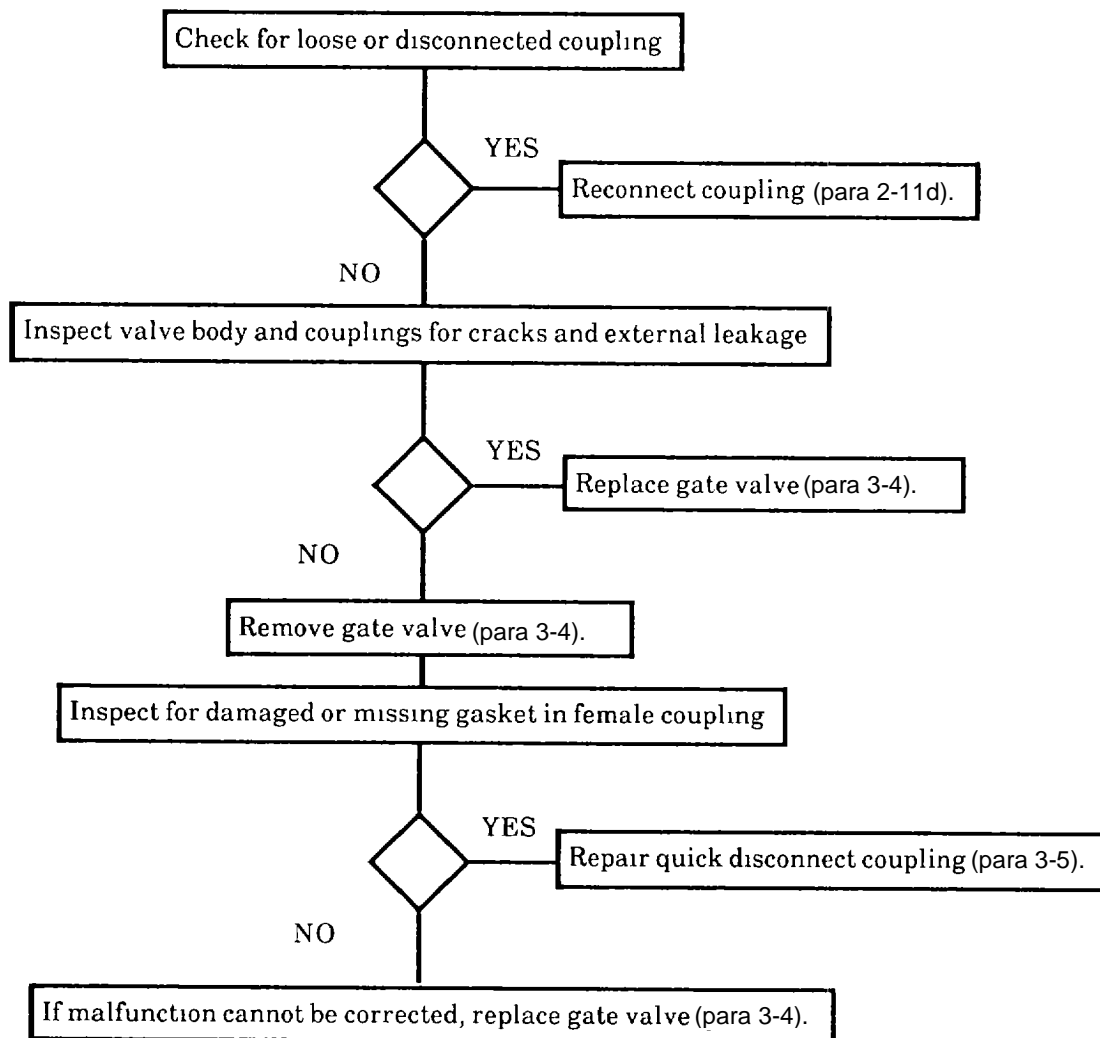 Check for loose or disconnected coupling
YES
Reconnect coupling (para 2-11d).
NO
Inspect valve body and couplings for cracks and external leakage
YES
Replace gate valve (para 3-4).
NO
Remove gate valve (para 3-4).
Inspect for damaged or missing gasket in female coupling
YES
Repair quick disconnect coupling (para 3-5).
NO
If malfunction cannot be corrected, replace gate valve (para 3-4).